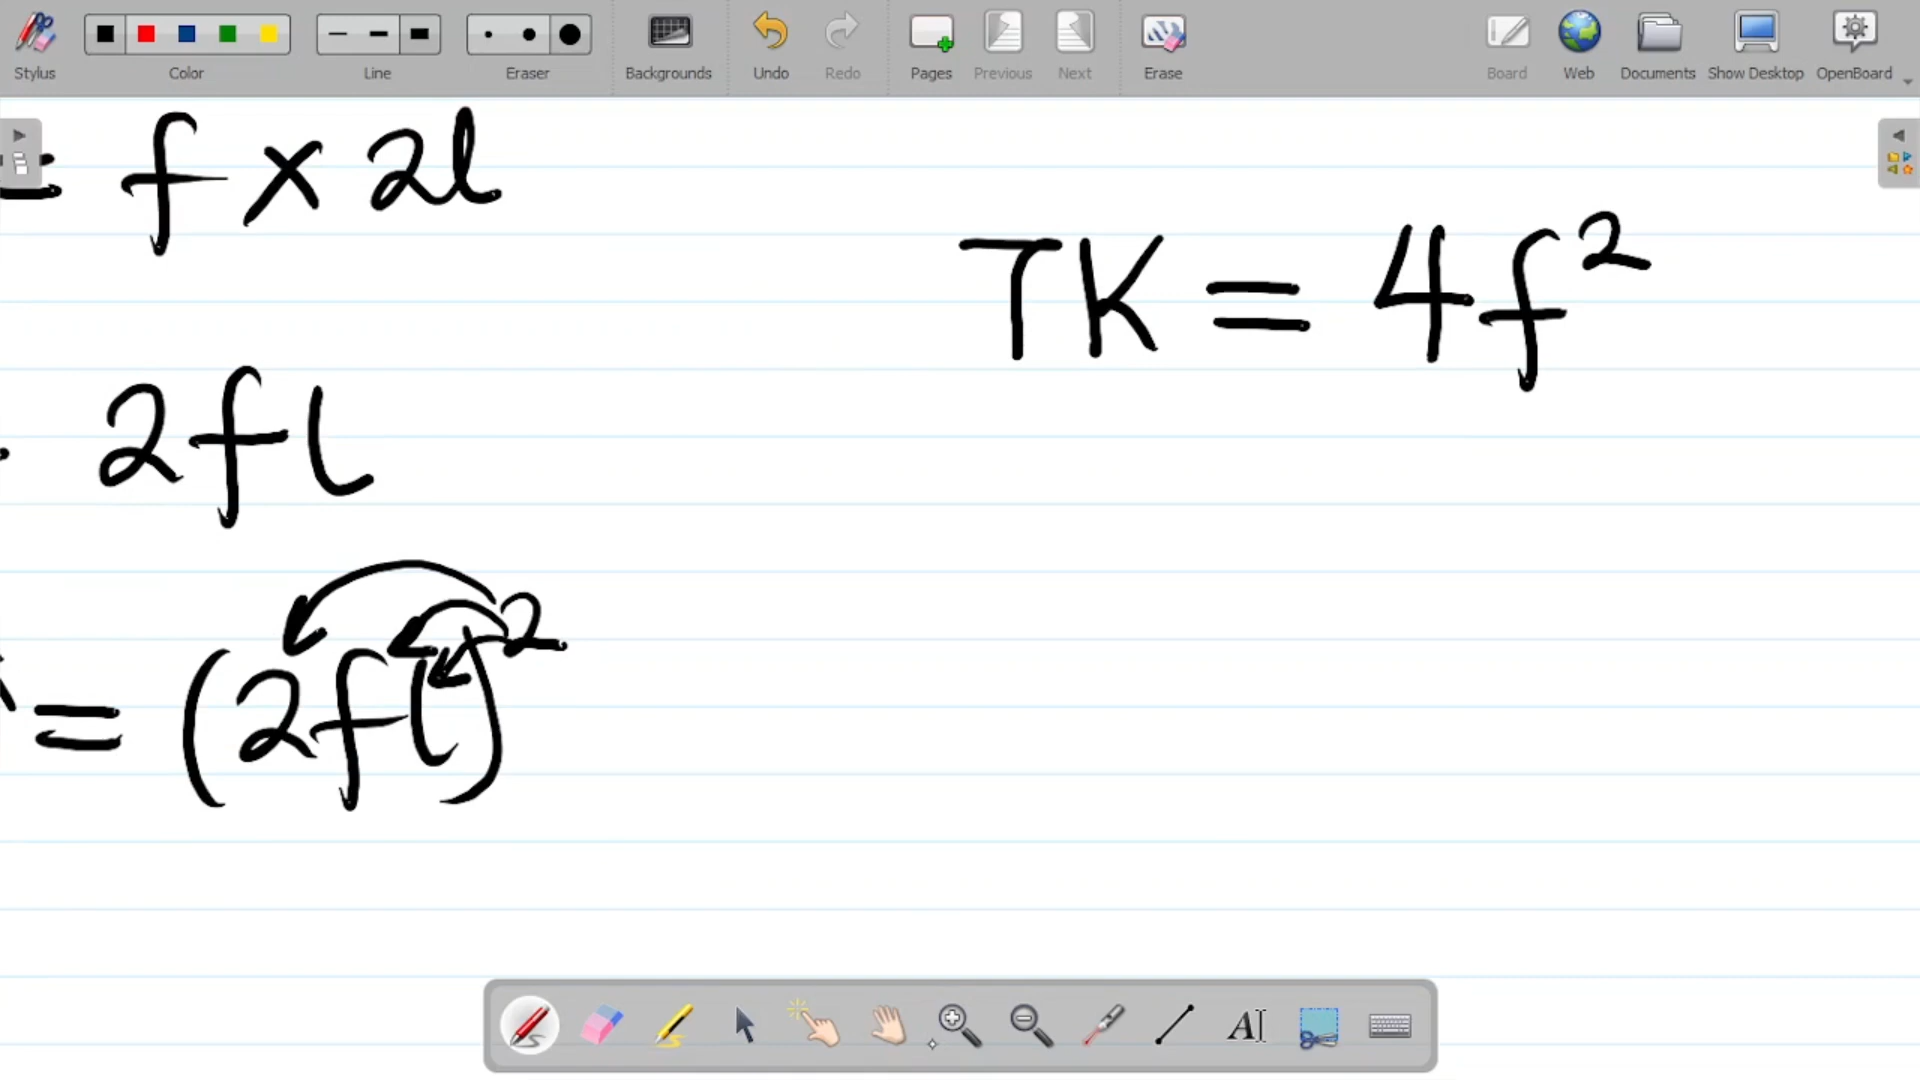 Stylus Color Line Eraser Backgrounds Undo Redo Pages Previous Next Erase Board Web Documents Show Desktop OpenBoard
= f × 2l
2fl
= (2fl)²
TK = 4f²